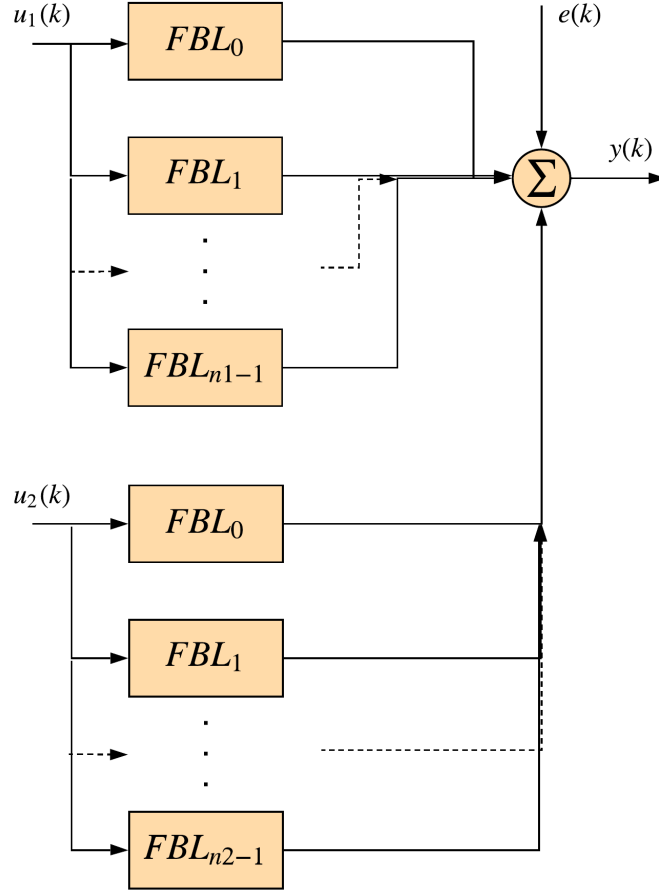 u₁(k)
FBL₀
e(k)
FBL₁
Σ
y(k)
FBLₙ₁₋₁
u₂(k)
FBL₀
FBL₁
FBLₙ₂₋₁